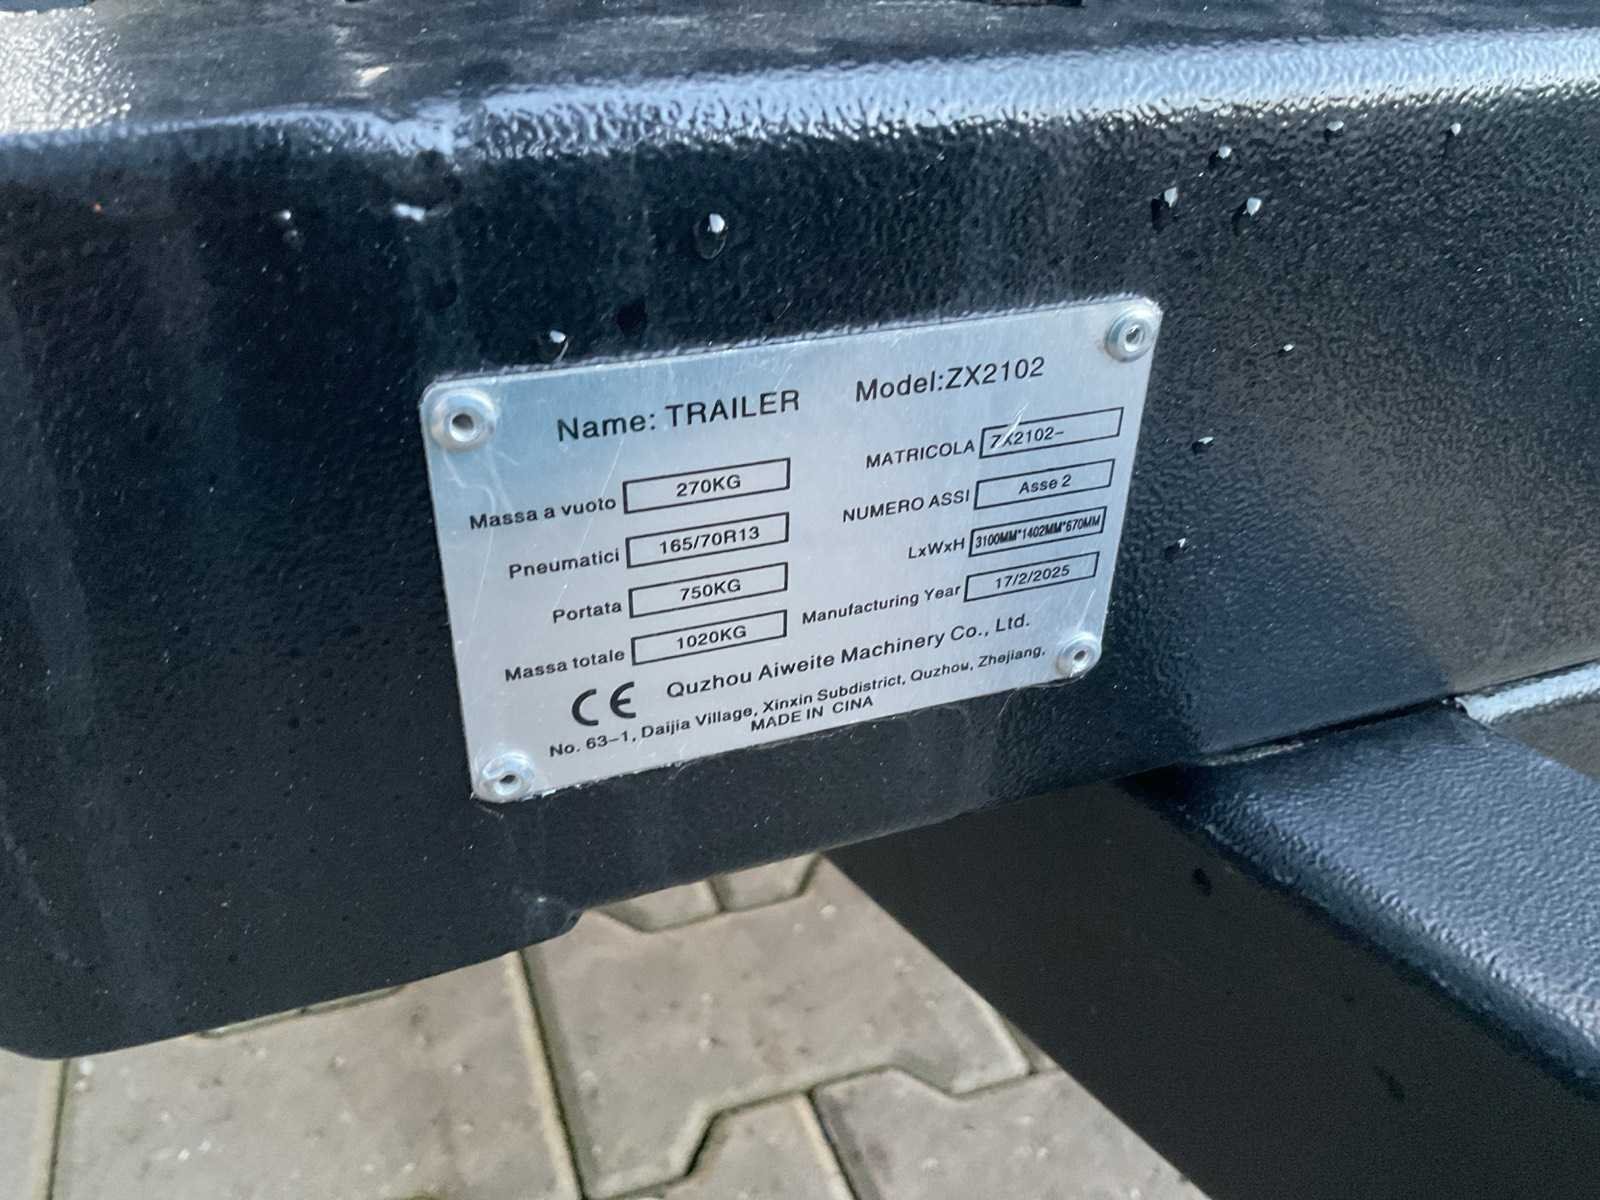 Name: TRAILER Model:ZX2102
Massa a vuoto 270KG MATRICOLA ZX2102-
Pneumatici 165/70R13 NUMERO ASSI Asse 2
Portata 750KG LxWxH 3100MM*1402MM*670MM
Massa totale 1020KG Manufacturing Year 17/2/2025
CE Quzhou Aiweite Machinery Co., Ltd.
No. 63-1, Daijia Village, Xinxin Subdistrict, Quzhou, Zhejiang,
MADE IN CINA